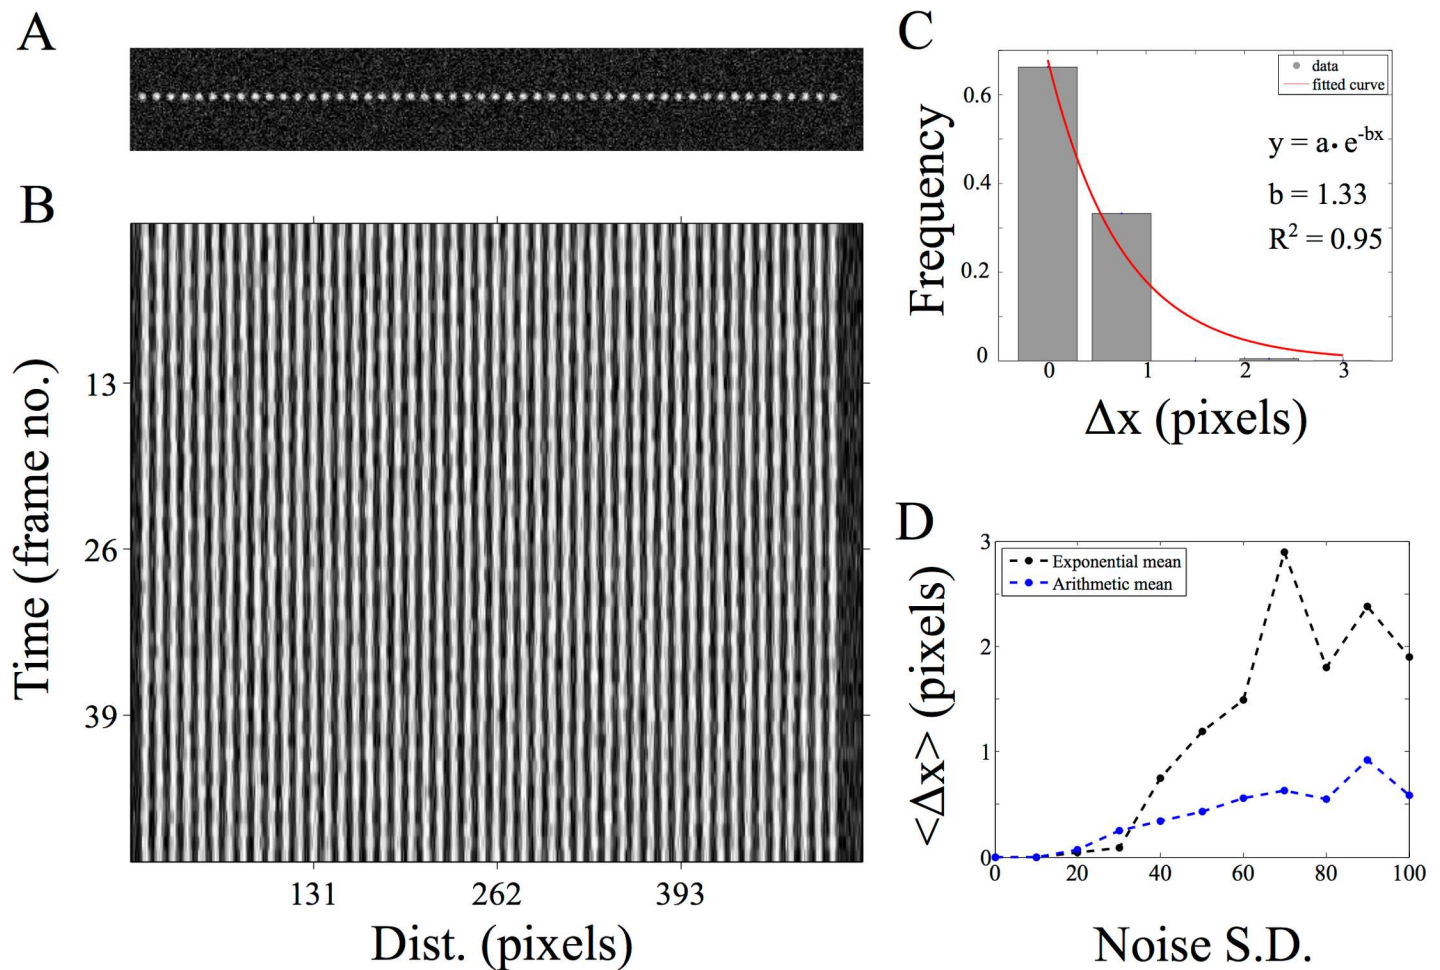 A
B
13
26
39
Time (frame no.)
131
262
393
Dist. (pixels)
C
data
fitted curve
y = a• e^-bx
b = 1.33
R² = 0.95
0.6
0.4
0.2
0
0
1
2
3
Frequency
Δx (pixels)
D
Exponential mean
Arithmetic mean
3
2
1
0
0
20
40
60
80
100
<Δx> (pixels)
Noise S.D.